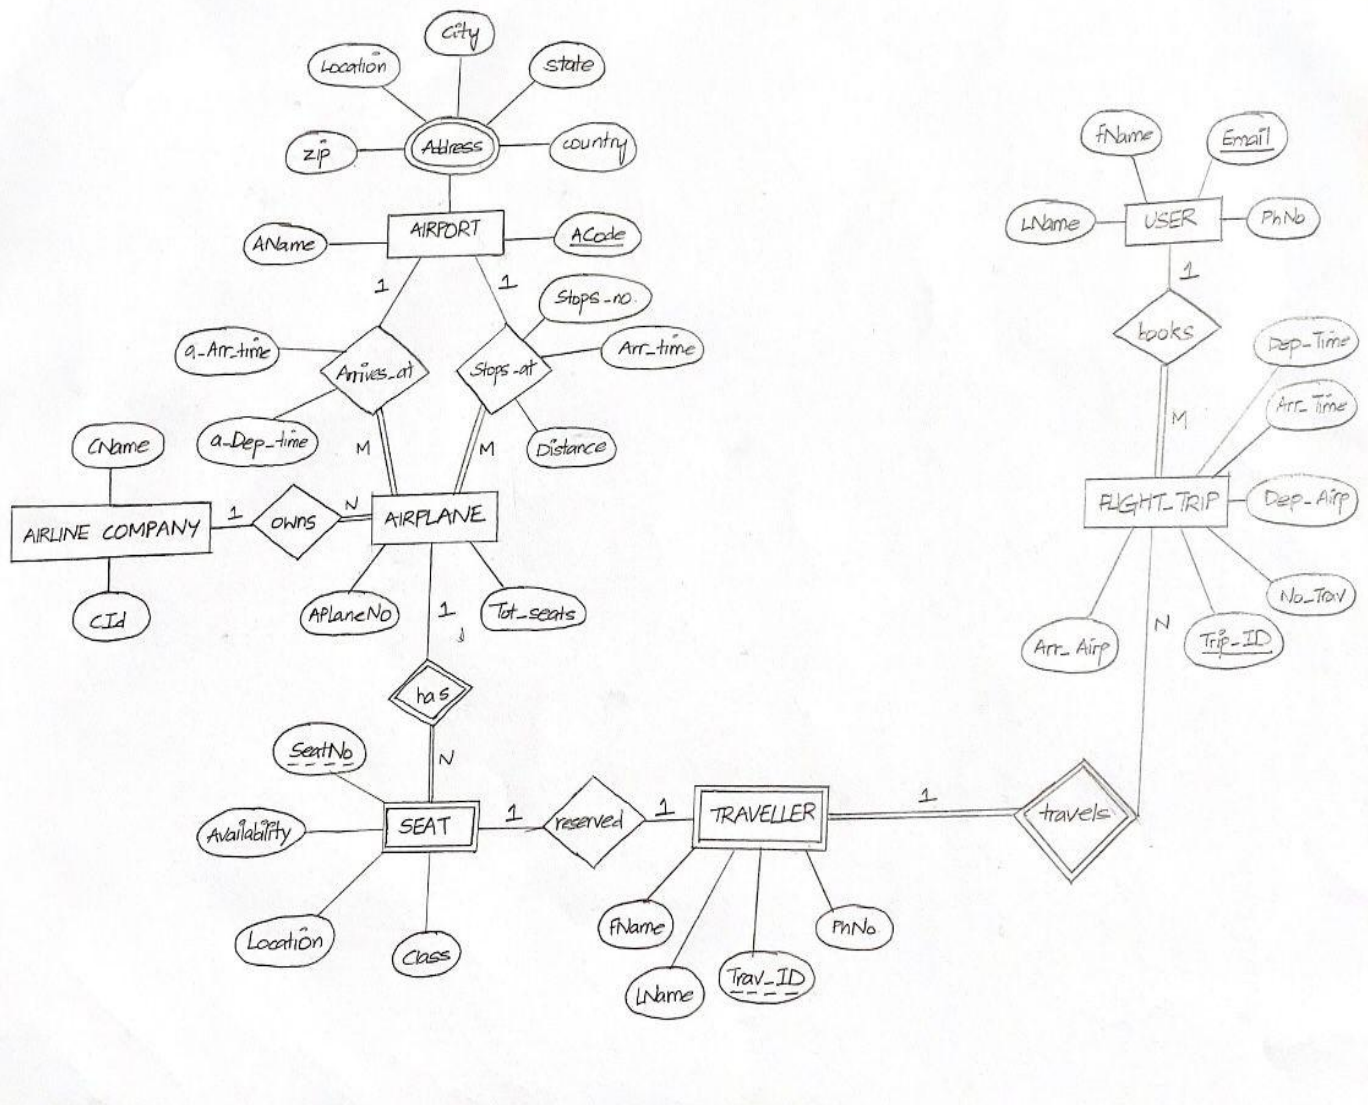 City
Location
state
zip
Address
country
AName
AIRPORT
ACode
1
1
Stops-no.
a-Arr-time
Arrives-at
Stops-at
Arr-time
a-Dep-time
M
M
Distance
CName
AIRLINE COMPANY
1
owns
N
AIRPLANE
CId
APlaneNo
1
Tot-seats
has
N
SeatNo
Availability
SEAT
1
reserved
1
TRAVELLER
1
travels
Location
Class
FName
LName
Trav-ID
PhNo.
fName
Email
LName
USER
PhNo
1
books
Dep-Time
Arr-Time
M
FLIGHT-TRIP
Dep-Airp
No-Trav
Arr-Airp
N
Trip-ID